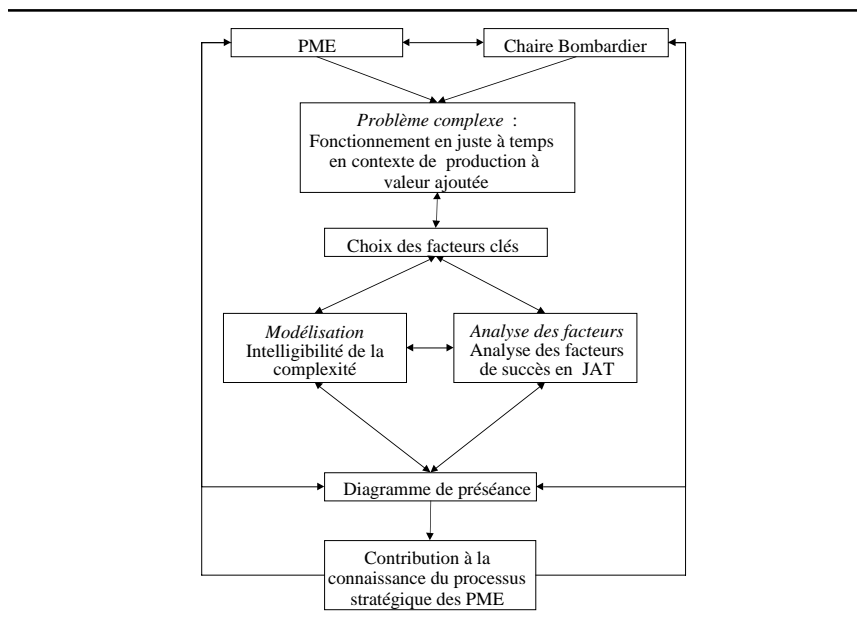 PME
Chaire Bombardier
Problème complexe :
Fonctionnement en juste à temps
en contexte de production à
valeur ajoutée
Choix des facteurs clés
Modélisation
Intelligibilité de la
complexité
Analyse des facteurs
Analyse des facteurs
de succès en JAT
Diagramme de préséance
Contribution à la
connaissance du processus
stratégique des PME